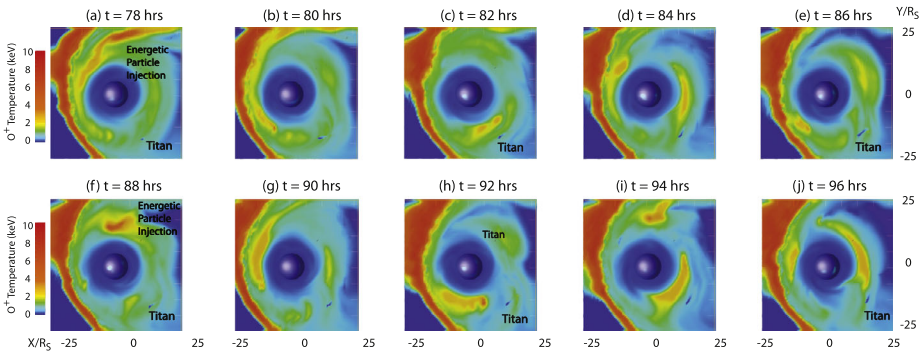 (a) t = 78 hrs
(b) t = 80 hrs
(c) t = 82 hrs
(d) t = 84 hrs
(e) t = 86 hrs
Y/RS
O+ Temperature (keV)
10
8
6
4
2
0
Energetic
Particle
Injection
Titan
Titan
Titan
25
0
-25
(f) t = 88 hrs
(g) t = 90 hrs
(h) t = 92 hrs
(i) t = 94 hrs
(j) t = 96 hrs
O+ Temperature (keV)
10
8
6
4
2
0
Energetic
Particle
Injection
Titan
Titan
Titan
Titan
25
0
-25
X/RS
-25
0
25
-25
0
25
-25
0
25
-25
0
25
-25
0
25